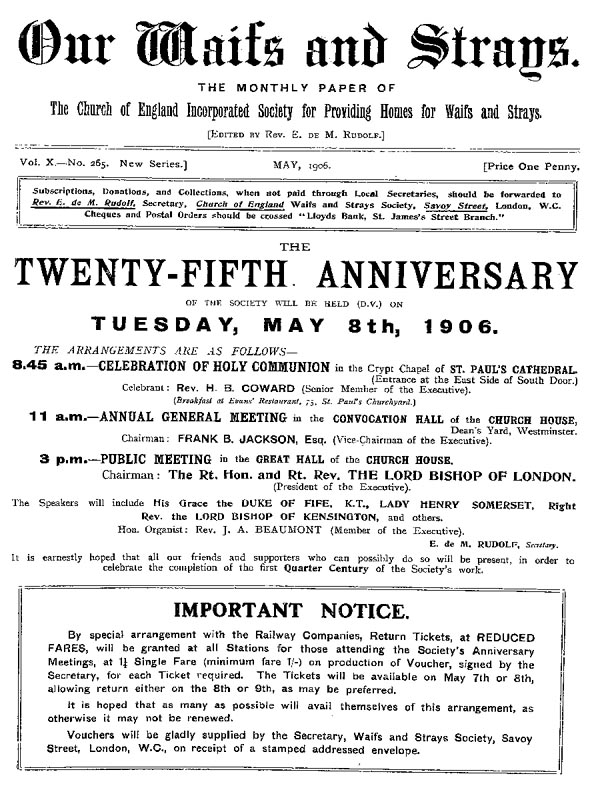 Our Waifs and Strays.
THE MONTHLY PAPER OF
The Church of England Incorporated Society for Providing Homes for Waifs and Strays.
[EDITED BY REV. E. DE M. RUDOLF.]
Vol. X.—No. 265. New Series.] MAY, 1906. [Price One Penny.
Subscriptions, Donations, and Collections, when not paid through Local Secretaries, should be forwarded to
Rev. E. de M. Rudolf, Secretary, Church of England Waifs and Strays Society, Savoy Street, London, W.C.
Cheques and Postal Orders should be crossed "Lloyds Bank, St. James's Street Branch."
THE
TWENTY-FIFTH ANNIVERSARY
OF THE SOCIETY WILL BE HELD (D.V.) ON
TUESDAY, MAY 8th, 1906.
THE ARRANGEMENTS ARE AS FOLLOWS—
8.45 a.m.—CELEBRATION OF HOLY COMMUNION in the Crypt Chapel of ST. PAUL'S CATHEDRAL.
(Entrance at the East Side of South Door.)
Celebrant: Rev. H. B. COWARD (Senior Member of the Executive).
(Breakfast at Evans' Restaurant, 75, St. Paul's Churchyard.)
11 a.m.—ANNUAL GENERAL MEETING in the CONVOCATION HALL of the CHURCH HOUSE,
Dean's Yard, Westminster.
Chairman: FRANK B. JACKSON, Esq. (Vice-Chairman of the Executive).
3 p.m.—PUBLIC MEETING in the GREAT HALL of the CHURCH HOUSE.
Chairman: The Rt. Hon. and Rt. Rev. THE LORD BISHOP OF LONDON.
(President of the Executive).
The Speakers will include His Grace the DUKE OF FIFE, K.T., LADY HENRY SOMERSET, Right
Rev. the LORD BISHOP OF KENSINGTON, and others.
Hon. Organist: Rev. J. A. BEAUMONT (Member of the Executive).
E. de M. RUDOLF, Secretary.
It is earnestly hoped that all our friends and supporters who can possibly do so will be present, in order to
celebrate the completion of the first Quarter Century of the Society's work.
IMPORTANT NOTICE.
By special arrangement with the Railway Companies, Return Tickets, at REDUCED
FARES, will be granted at all Stations for those attending the Society's Anniversary
Meetings, at 1¼ Single Fare (minimum fare 1/-) on production of Voucher, signed by the
Secretary, for each Ticket required. The Tickets will be available on May 7th or 8th,
allowing return either on the 8th or 9th, as may be preferred.
It is hoped that as many as possible will avail themselves of this arrangement, as
otherwise it may not be renewed.
Vouchers will be gladly supplied by the Secretary, Waifs and Strays Society, Savoy
Street, London, W.C., on receipt of a stamped addressed envelope.